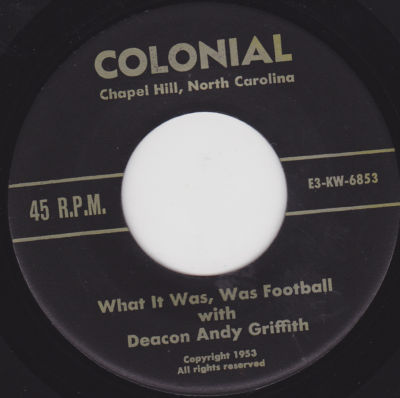 COLONIAL
Chapel Hill, North Carolina
45 R.P.M.
E3-KW-6853
What It Was, Was Football
with
Deacon Andy Griffith
Copyright 1953
All rights reserved